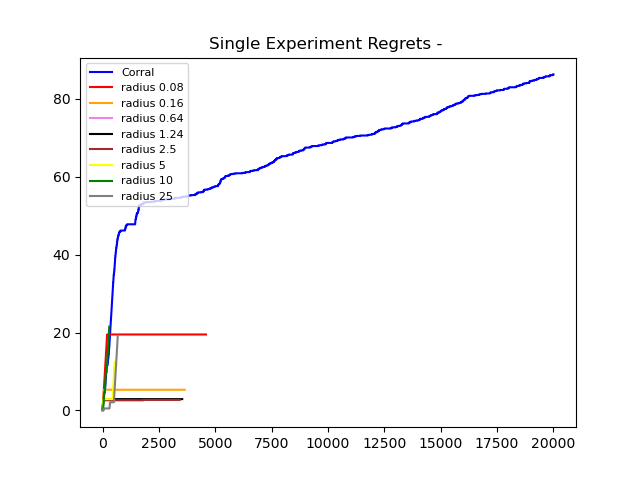 Single Experiment Regrets -
Corral
radius 0.08
radius 0.16
radius 0.64
radius 1.24
radius 2.5
radius 5
radius 10
radius 25
80
60
40
20
0
0 2500 5000 7500 10000 12500 15000 17500 20000